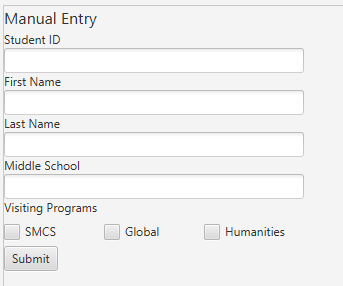 Manual Entry
Student ID
First Name
Last Name
Middle School
Visiting Programs
SMCS Global Humanities
Submit